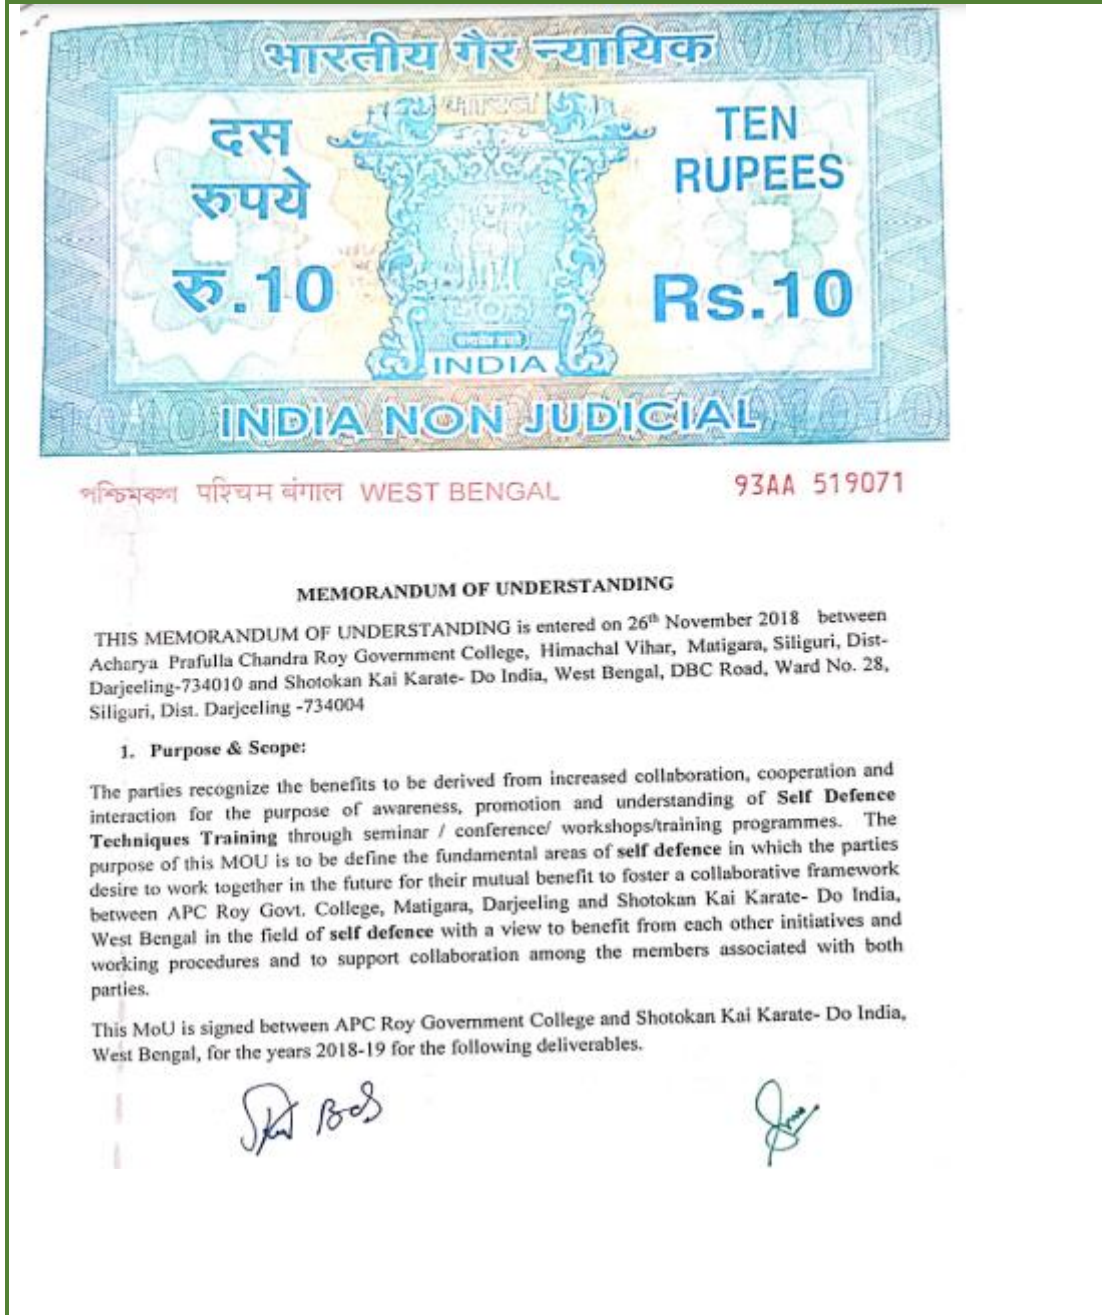 भारतीय गैर न्यायिक
भारत
दस
रुपये
TEN
RUPEES
रु.10
Rs.10
सत्यमेव जयते
INDIA
INDIA NON JUDICIAL
পশ্চিমবঙ্গ पश्चिम बंगाल WEST BENGAL
93AA 519071
MEMORANDUM OF UNDERSTANDING
THIS MEMORANDUM OF UNDERSTANDING is entered on 26th November 2018 between
Acharya Prafulla Chandra Roy Government College, Himachal Vihar, Matigara, Siliguri, Dist-
Darjeeling-734010 and Shotokan Kai Karate- Do India, West Bengal, DBC Road, Ward No. 28,
Siliguri, Dist. Darjeeling -734004
1. Purpose & Scope:
The parties recognize the benefits to be derived from increased collaboration, cooperation and
interaction for the purpose of awareness, promotion and understanding of Self Defence
Techniques Training through seminar / conference/ workshops/training programmes. The
purpose of this MOU is to be define the fundamental areas of self defence in which the parties
desire to work together in the future for their mutual benefit to foster a collaborative framework
between APC Roy Govt. College, Matigara, Darjeeling and Shotokan Kai Karate- Do India,
West Bengal in the field of self defence with a view to benefit from each other initiatives and
working procedures and to support collaboration among the members associated with both
parties.
This MoU is signed between APC Roy Government College and Shotokan Kai Karate- Do India,
West Bengal, for the years 2018-19 for the following deliverables.